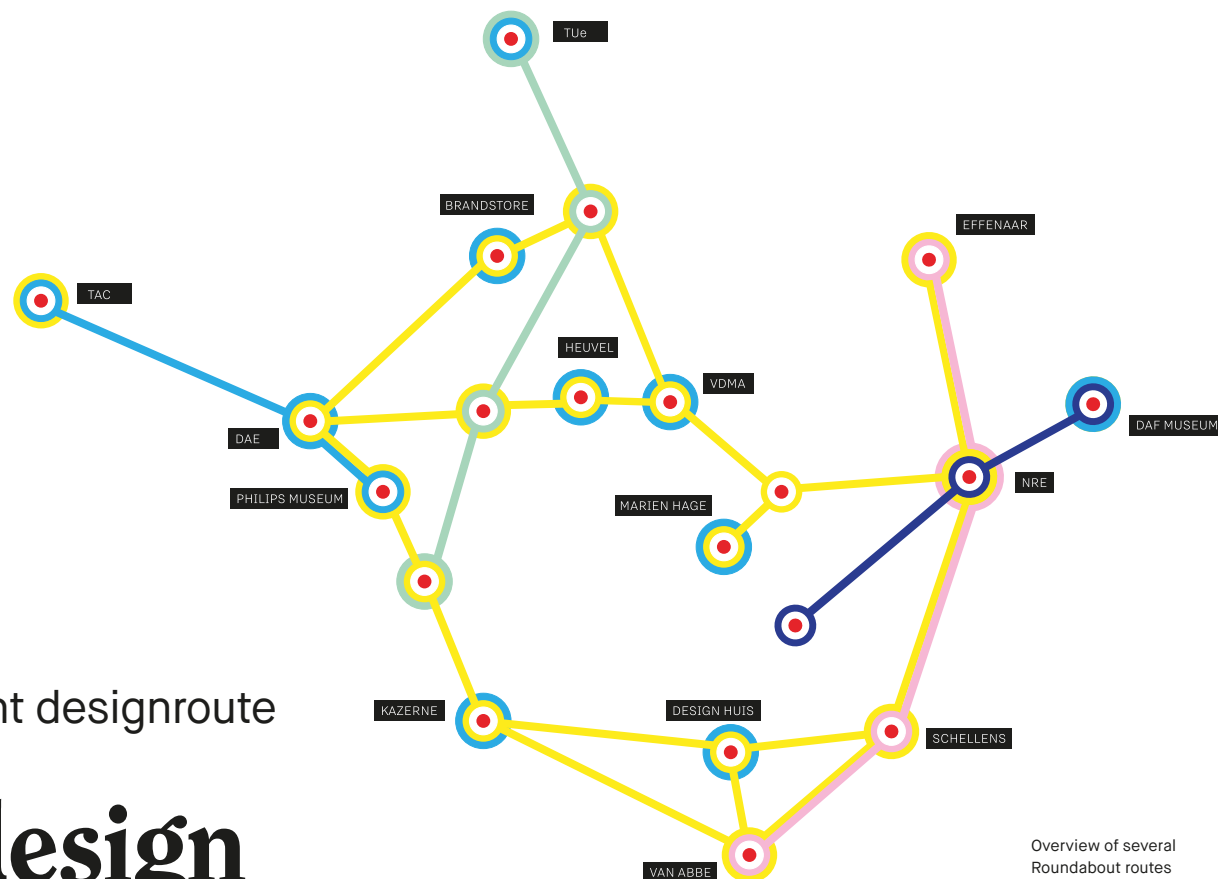 TUe
BRANDSTORE
EFFENAAR
TAC
HEUVEL
VDMA
DAF MUSEUM
DAE
PHILIPS MUSEUM
NRE
MARIEN HAGE
nt designroute
KAZERNE
DESIGN HUIS
SCHELLENS
design
Overview of several
Roundabout routes
VAN ABBE